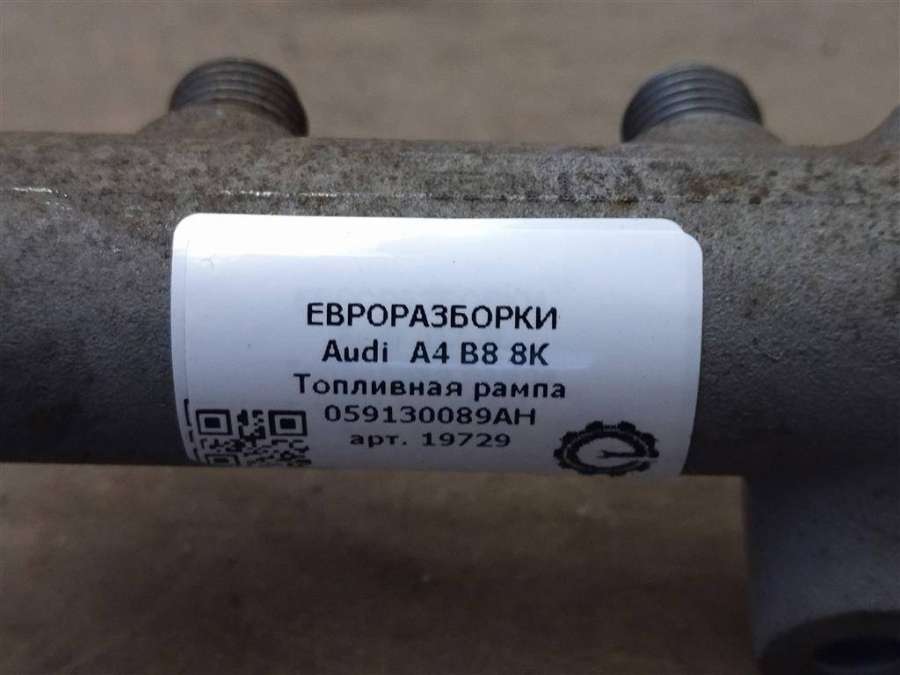 ЕВРОРАЗБОРКИ
Audi A4 B8 8K
Топливная рампа
059130089AH
арт. 19729